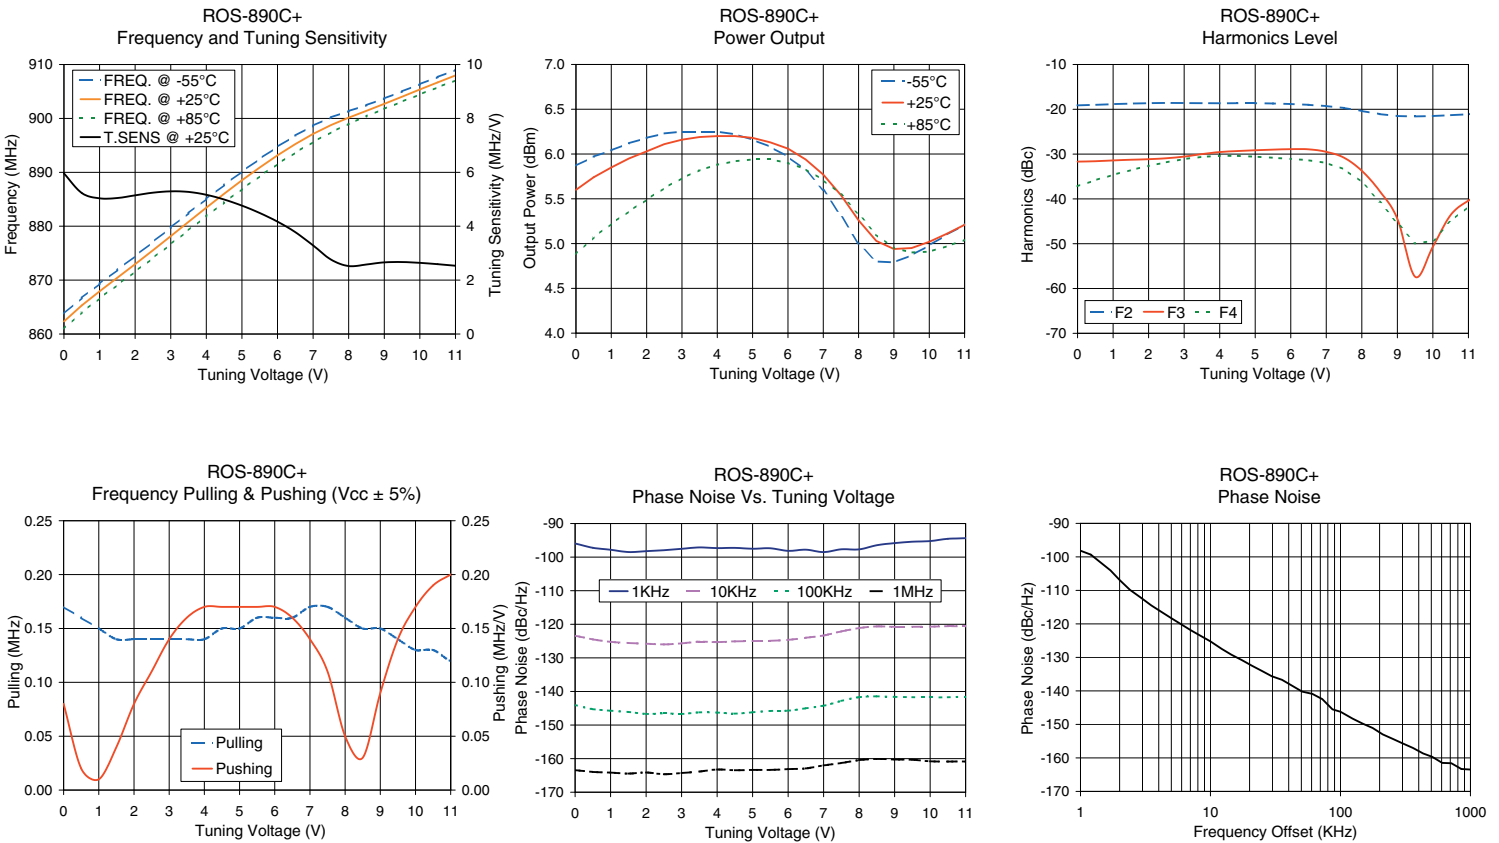 ROS-890C+
Frequency and Tuning Sensitivity
910
900
890
880
870
860
Frequency (MHz)
FREQ. @ -55°C
FREQ. @ +25°C
FREQ. @ +85°C
T.SENS @ +25°C
10
8
6
4
2
0
Tuning Sensitivity (MHz/V)
0 1 2 3 4 5 6 7 8 9 10 11
Tuning Voltage (V)
ROS-890C+
Power Output
7.0
6.5
6.0
5.5
5.0
4.5
4.0
Output Power (dBm)
-55°C
+25°C
+85°C
0 1 2 3 4 5 6 7 8 9 10 11
Tuning Voltage (V)
ROS-890C+
Harmonics Level
-10
-20
-30
-40
-50
-60
-70
Harmonics (dBc)
F2 F3 F4
0 1 2 3 4 5 6 7 8 9 10 11
Tuning Voltage (V)
ROS-890C+
Frequency Pulling & Pushing (Vcc ± 5%)
0.25
0.20
0.15
0.10
0.05
0.00
Pulling (MHz)
Pulling
Pushing
0.25
0.20
0.15
0.10
0.05
0.00
Pushing (MHz/V)
0 1 2 3 4 5 6 7 8 9 10 11
Tuning Voltage (V)
ROS-890C+
Phase Noise Vs. Tuning Voltage
-90
-100
-110
-120
-130
-140
-150
-160
-170
Phase Noise (dBc/Hz)
1KHz 10KHz 100KHz 1MHz
0 1 2 3 4 5 6 7 8 9 10 11
Tuning Voltage (V)
ROS-890C+
Phase Noise
-90
-100
-110
-120
-130
-140
-150
-160
-170
Phase Noise (dBc/Hz)
1 10 100 1000
Frequency Offset (KHz)